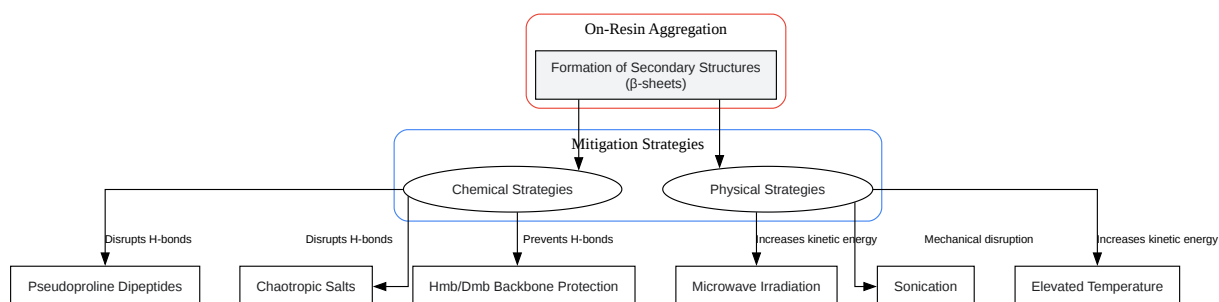 On-Resin Aggregation
Formation of Secondary Structures
(β-sheets)
Mitigation Strategies
Chemical Strategies
Physical Strategies
Disrupts H-bonds
Disrupts H-bonds
Prevents H-bonds
Increases kinetic energy
Mechanical disruption
Increases kinetic energy
Pseudoproline Dipeptides
Chaotropic Salts
Hmb/Dmb Backbone Protection
Microwave Irradiation
Sonication
Elevated Temperature